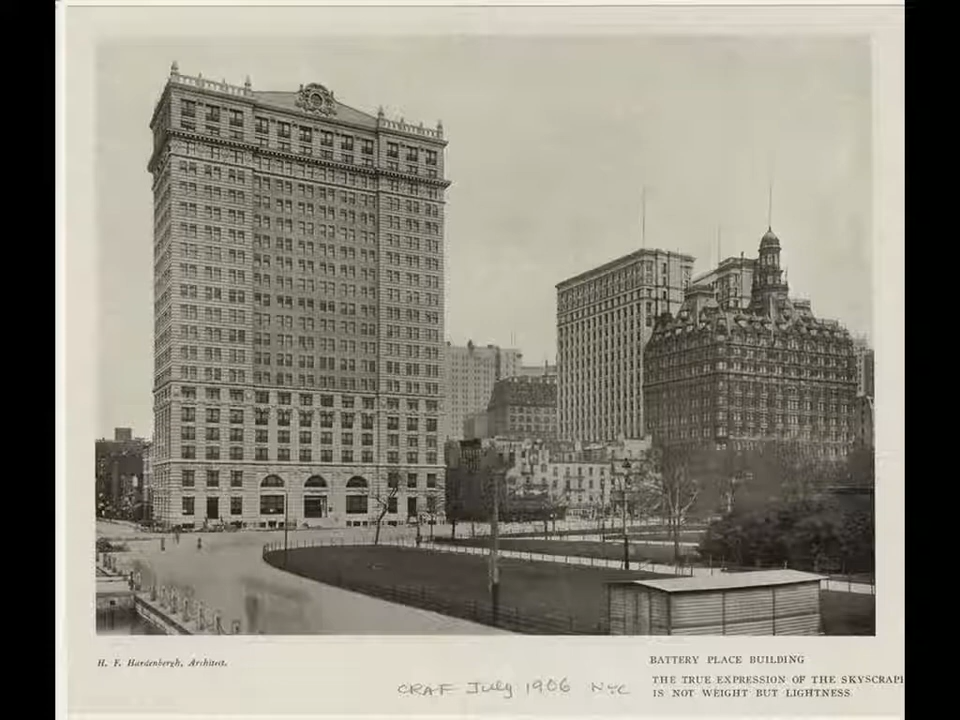 H. F. Hardenbergh, Architect.
CRAF July 1906 NYC
BATTERY PLACE BUILDING
THE TRUE EXPRESSION OF THE SKYSCRAPE
IS NOT WEIGHT BUT LIGHTNESS